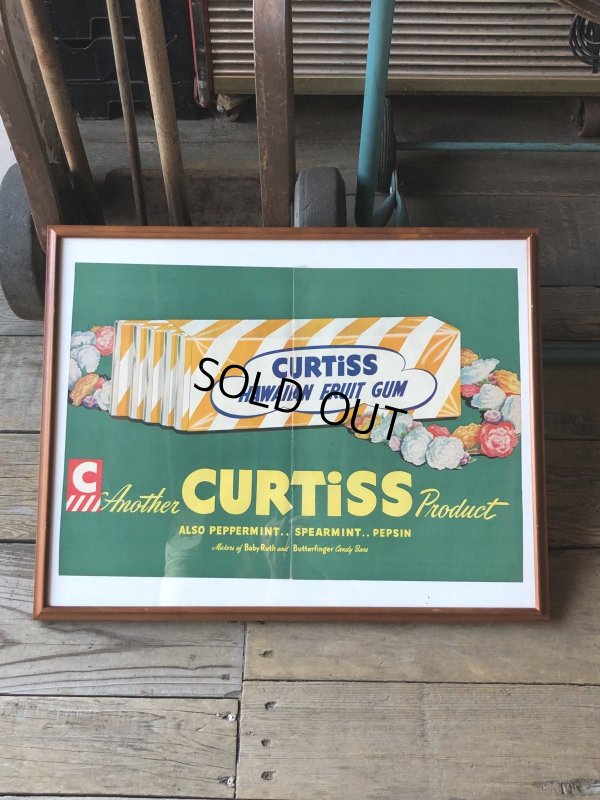 CURTiSS
HAWAIIAN FRUIT GUM
SOLD OUT
C
Another CURTiSS Product
ALSO PEPPERMINT.. SPEARMINT.. PEPSIN
Makers of Baby Ruth and Butterfinger Candy Bars